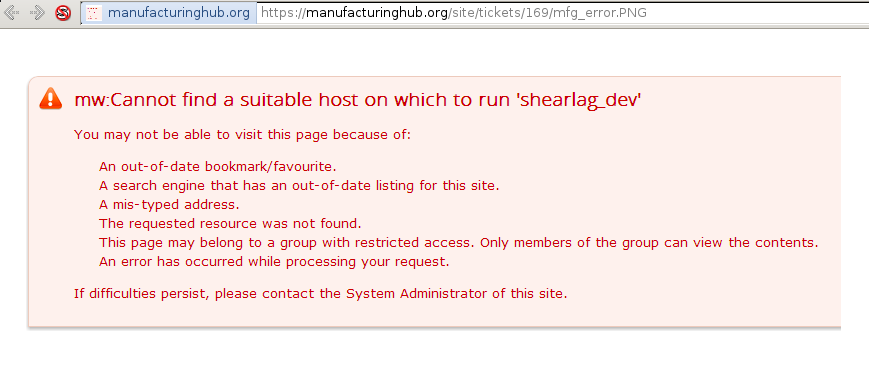 manufacturinghub.org https://manufacturinghub.org/site/tickets/169/mfg_error.PNG
mw:Cannot find a suitable host on which to run 'shearlag_dev'
You may not be able to visit this page because of:
An out-of-date bookmark/favourite.
A search engine that has an out-of-date listing for this site.
A mis-typed address.
The requested resource was not found.
This page may belong to a group with restricted access. Only members of the group can view the contents.
An error has occurred while processing your request.
If difficulties persist, please contact the System Administrator of this site.